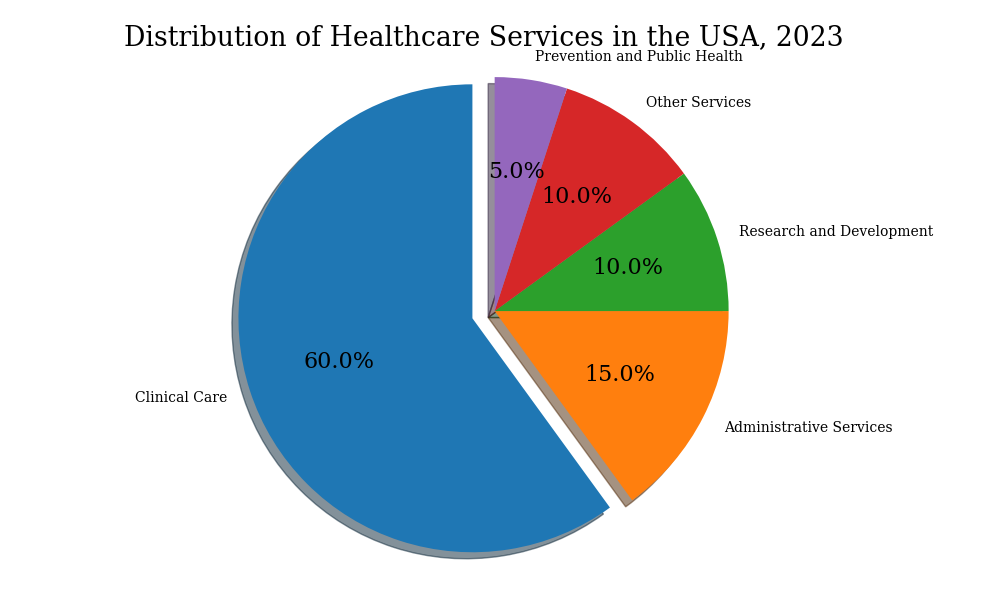 Distribution of Healthcare Services in the USA, 2023
Prevention and Public Health
Other Services
5.0%
10.0%
Research and Development
10.0%
60.0%
15.0%
Clinical Care
Administrative Services